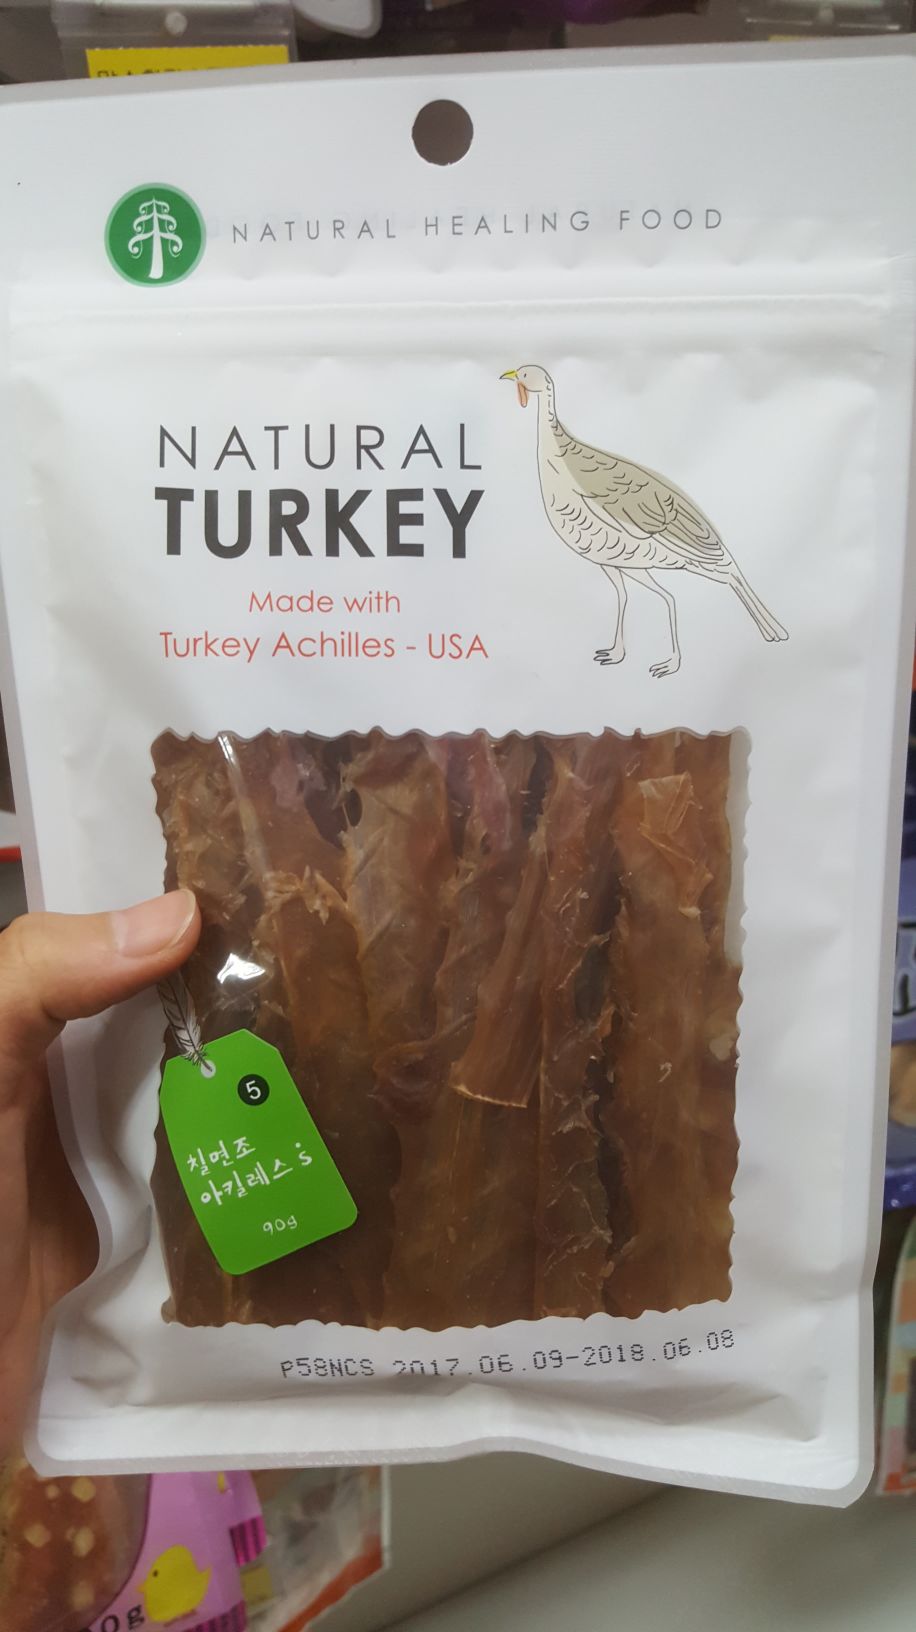 NATURAL HEALING FOOD
NATURAL
TURKEY
Made with
Turkey Achilles - USA
5
칠면조
아킬레스's
90g
P58NCS 2017.06.09-2018.06.08
0g